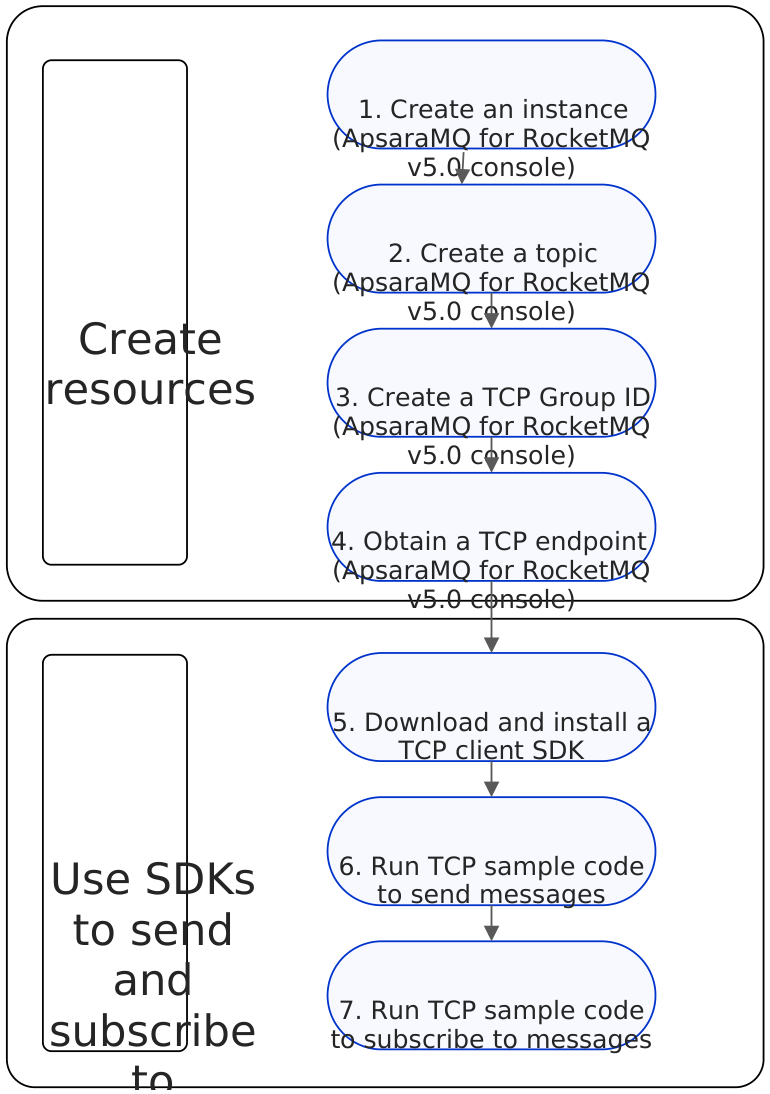 Create
resources
1. Create an instance
(ApsaraMQ for RocketMQ
v5.0 console)
2. Create a topic
(ApsaraMQ for RocketMQ
v5.0 console)
3. Create a TCP Group ID
(ApsaraMQ for RocketMQ
v5.0 console)
4. Obtain a TCP endpoint
(ApsaraMQ for RocketMQ
v5.0 console)
Use SDKs
to send
and
subscribe
to
5. Download and install a
TCP client SDK
6. Run TCP sample code
to send messages
7. Run TCP sample code
to subscribe to messages